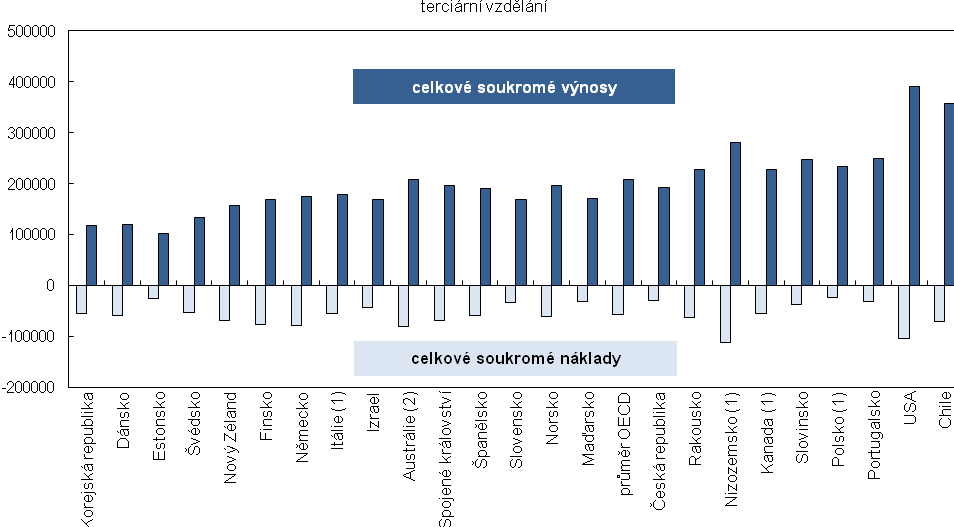 terciární vzdělání
500000
400000
300000
200000
100000
0
-100000
-200000
celkové soukromé výnosy
celkové soukromé náklady
Korejská republika
Dánsko
Estonsko
Švédsko
Nový Zéland
Finsko
Německo
Itálie (1)
Izrael
Austrálie (2)
Spojené království
Španělsko
Slovensko
Norsko
Maďarsko
průměr OECD
Česká republika
Rakousko
Nizozemsko (1)
Kanada (1)
Slovinsko
Polsko (1)
Portugalsko
USA
Chile